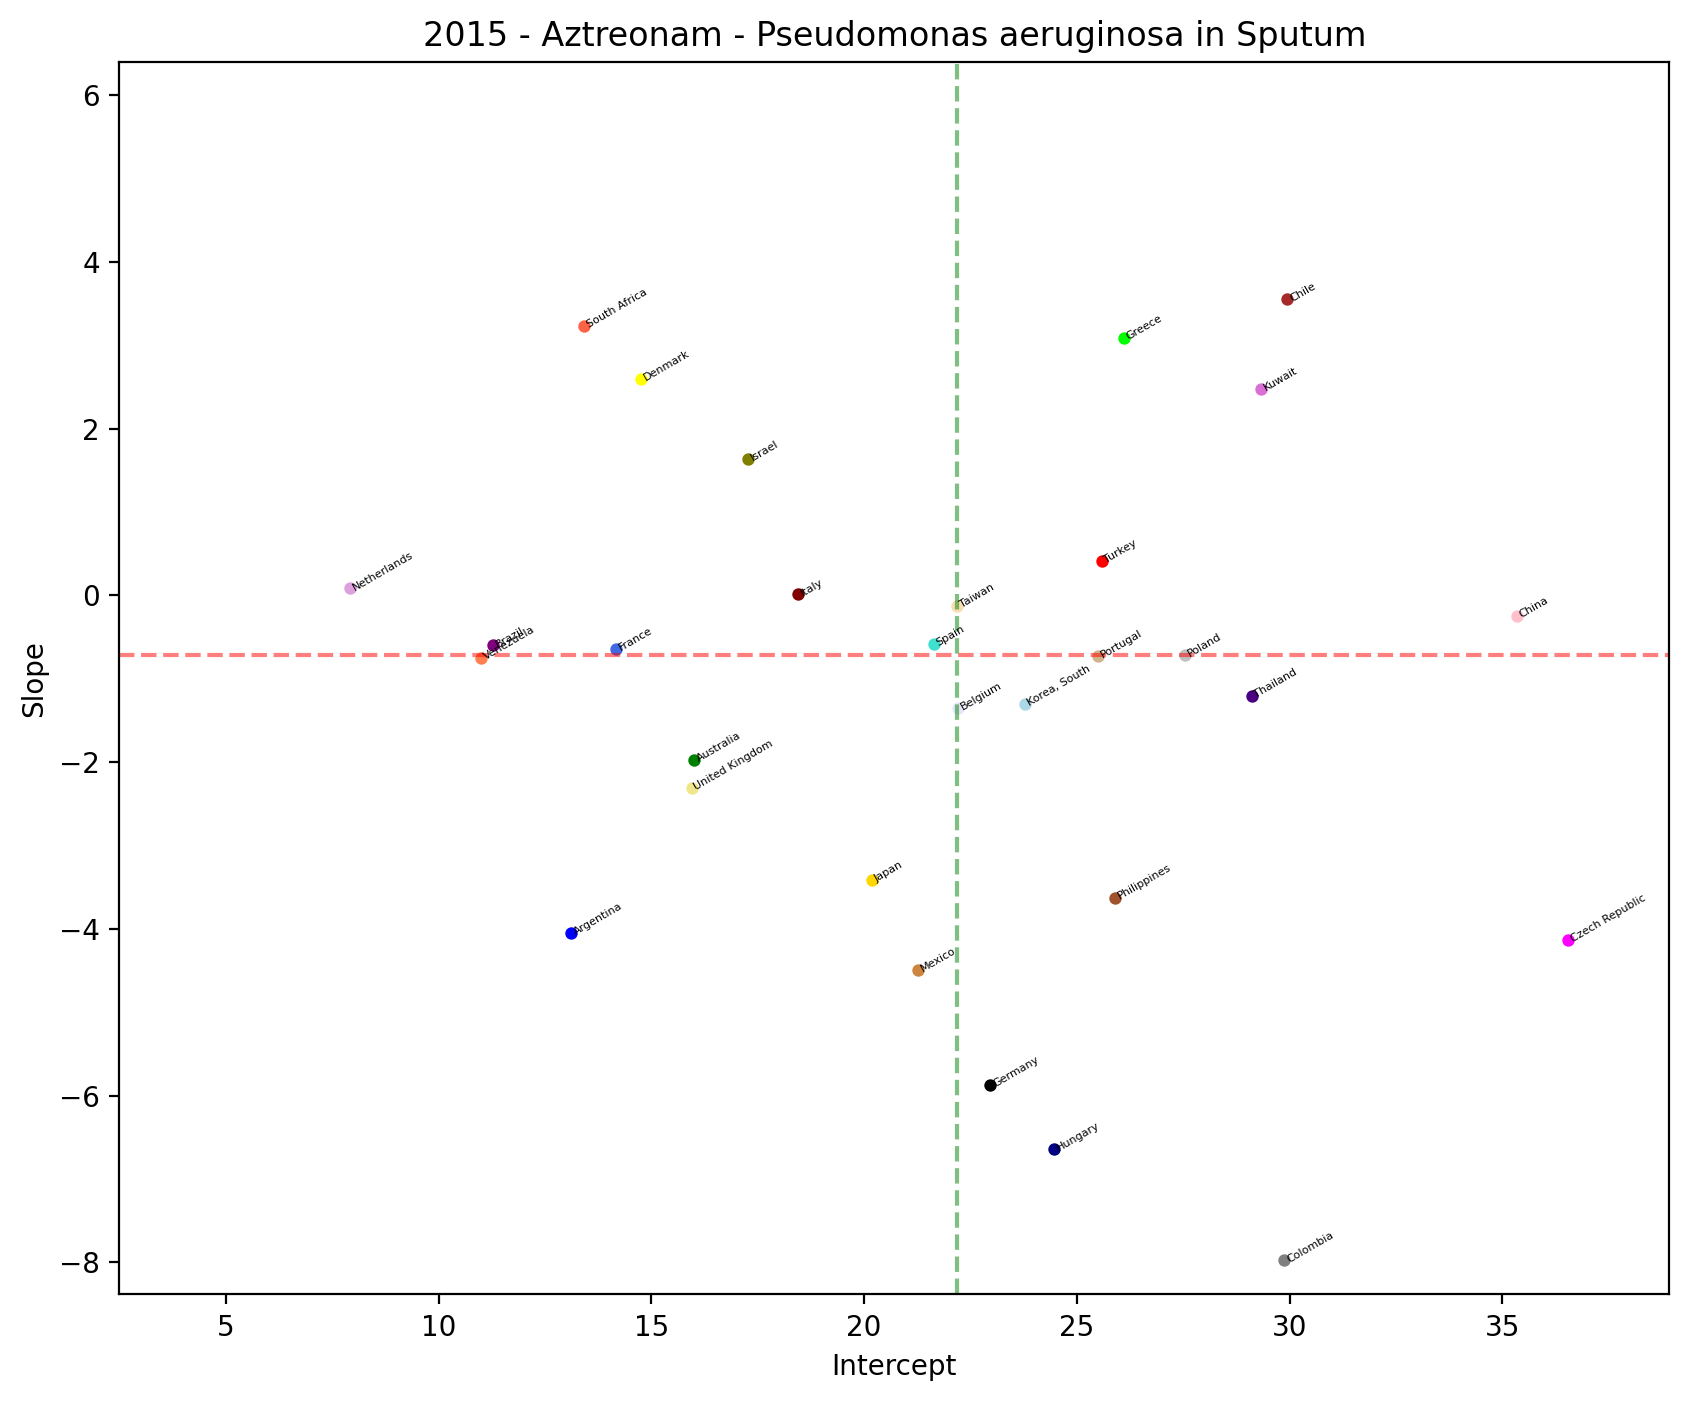 2015 - Aztreonam - Pseudomonas aeruginosa in Sputum
6
4
2
0
−2
−4
−6
−8
Slope
Chile
South Africa
Greece
Denmark
Kuwait
Israel
Turkey
Netherlands
Italy
Taiwan
China
Brazil
Venezuela
France
Spain
Portugal
Poland
Thailand
Korea, South
Belgium
Australia
United Kingdom
Japan
Philippines
Argentina
Czech Republic
Mexico
Germany
Hungary
Colombia
5 10 15 20 25 30 35
Intercept